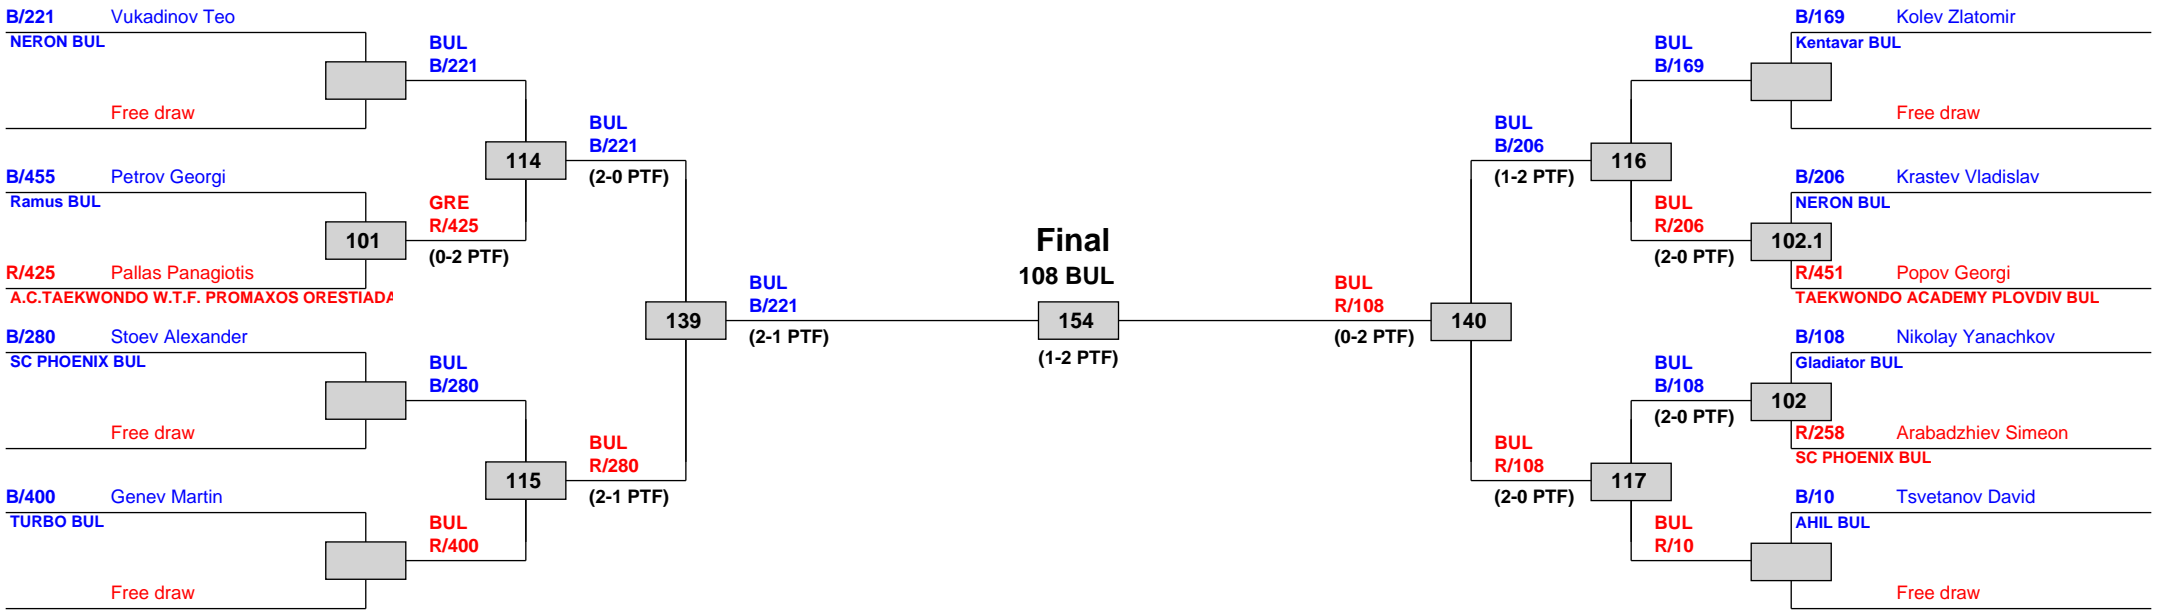 B/221 Vukadinov Teo
NERON BUL
Free draw
B/455 Petrov Georgi
Ramus BUL
101
R/425 Pallas Panagiotis
A.C.TAEKWONDO W.T.F. PROMAXOS ORESTIADA
B/280 Stoev Alexander
SC PHOENIX BUL
Free draw
B/400 Genev Martin
TURBO BUL
Free draw
BUL
B/221
114
GRE
R/425
(0-2 PTF)
BUL
B/280
115
BUL
R/400
BUL
B/221
(2-0 PTF)
139
BUL
R/280
(2-1 PTF)
BUL
B/221
(2-1 PTF)
Final
108 BUL
154
(1-2 PTF)
BUL
R/108
(0-2 PTF)
140
BUL
B/206
(1-2 PTF)
BUL
R/108
(2-0 PTF)
BUL
B/169
116
BUL
R/206
(2-0 PTF)
BUL
B/108
(2-0 PTF)
117
BUL
R/10
B/169 Kolev Zlatomir
Kentavar BUL
Free draw
B/206 Krastev Vladislav
NERON BUL
102.1
R/451 Popov Georgi
TAEKWONDO ACADEMY PLOVDIV BUL
B/108 Nikolay Yanachkov
Gladiator BUL
102
R/258 Arabadzhiev Simeon
SC PHOENIX BUL
B/10 Tsvetanov David
AHIL BUL
Free draw